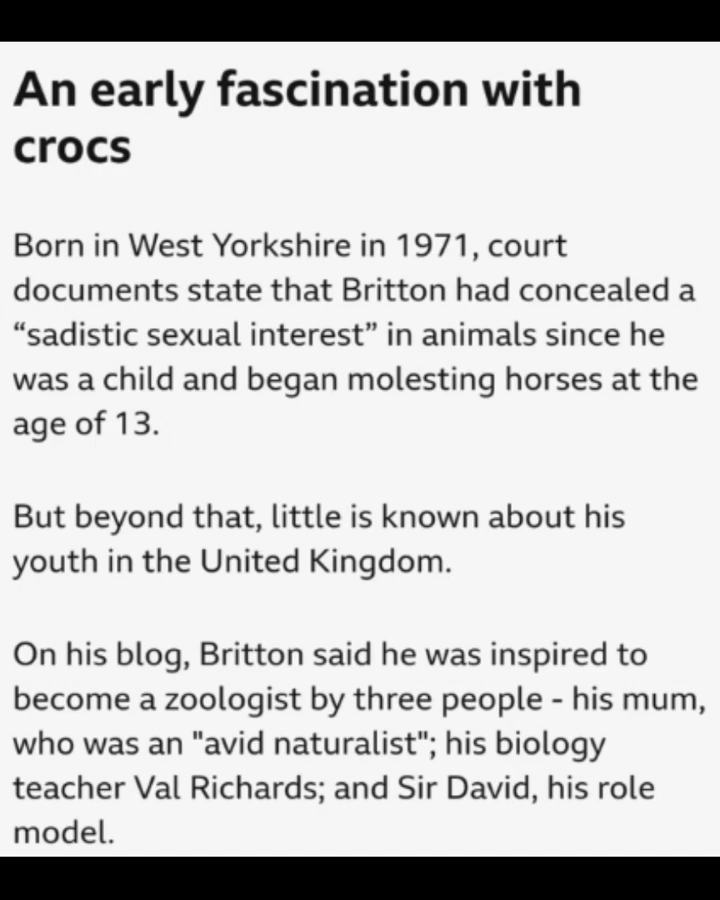 An early fascination with
crocs
Born in West Yorkshire in 1971, court
documents state that Britton had concealed a
“sadistic sexual interest” in animals since he
was a child and began molesting horses at the
age of 13.
But beyond that, little is known about his
youth in the United Kingdom.
On his blog, Britton said he was inspired to
become a zoologist by three people - his mum,
who was an "avid naturalist"; his biology
teacher Val Richards; and Sir David, his role
model.